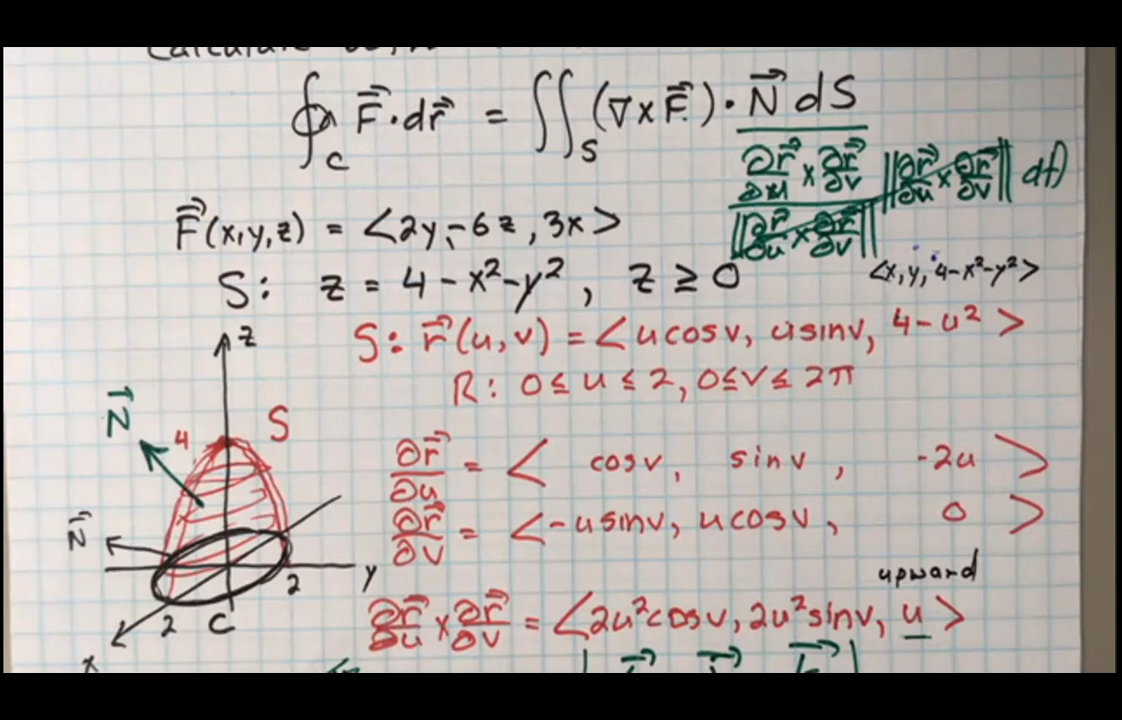 ∮_C F⃗ · dr⃗ = ∬_S (∇ × F⃗) · N⃗ dS
∂r⃗/∂u × ∂r⃗/∂v / ||∂r⃗/∂u × ∂r⃗/∂v|| ||∂r⃗/∂u × ∂r⃗/∂v|| dA
F⃗(x,y,z) = <2y, -6z, 3x>
S: z = 4 - x² - y², z ≥ 0
<x, y, 4-x²-y²>
S: r⃗(u,v) = <u cos v, u sin v, 4 - u²>
R: 0 ≤ u ≤ 2, 0 ≤ v ≤ 2π
z
N⃗
4
S
N⃗
y
2
2
C
x
∂r⃗/∂u = < cos v, sin v, -2u >
∂r⃗/∂v = < -u sin v, u cos v, 0 >
upward
∂r⃗/∂u × ∂r⃗/∂v = <2u² cos v, 2u² sin v, u>